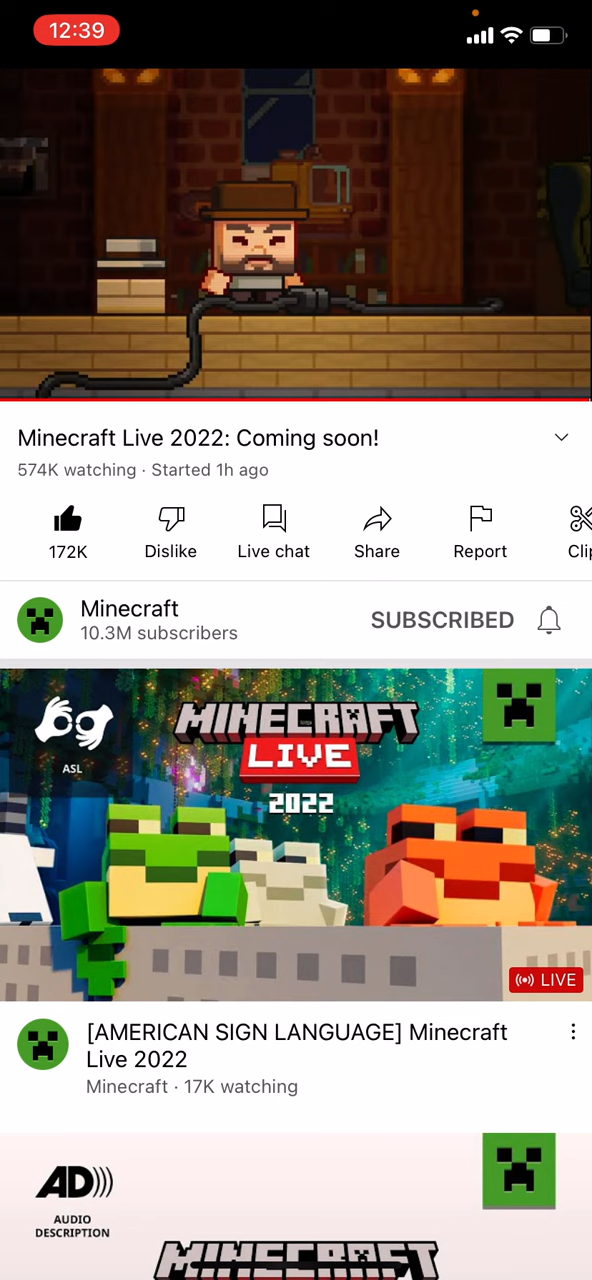 12:39
Minecraft Live 2022: Coming soon!
574K watching · Started 1h ago
172K
Dislike
Live chat
Share
Report
Clip
Minecraft
10.3M subscribers
SUBSCRIBED
ASL
MINECRAFT
LIVE
2022
LIVE
[AMERICAN SIGN LANGUAGE] Minecraft
Live 2022
Minecraft · 17K watching
AD
AUDIO
DESCRIPTION
MINECRAFT